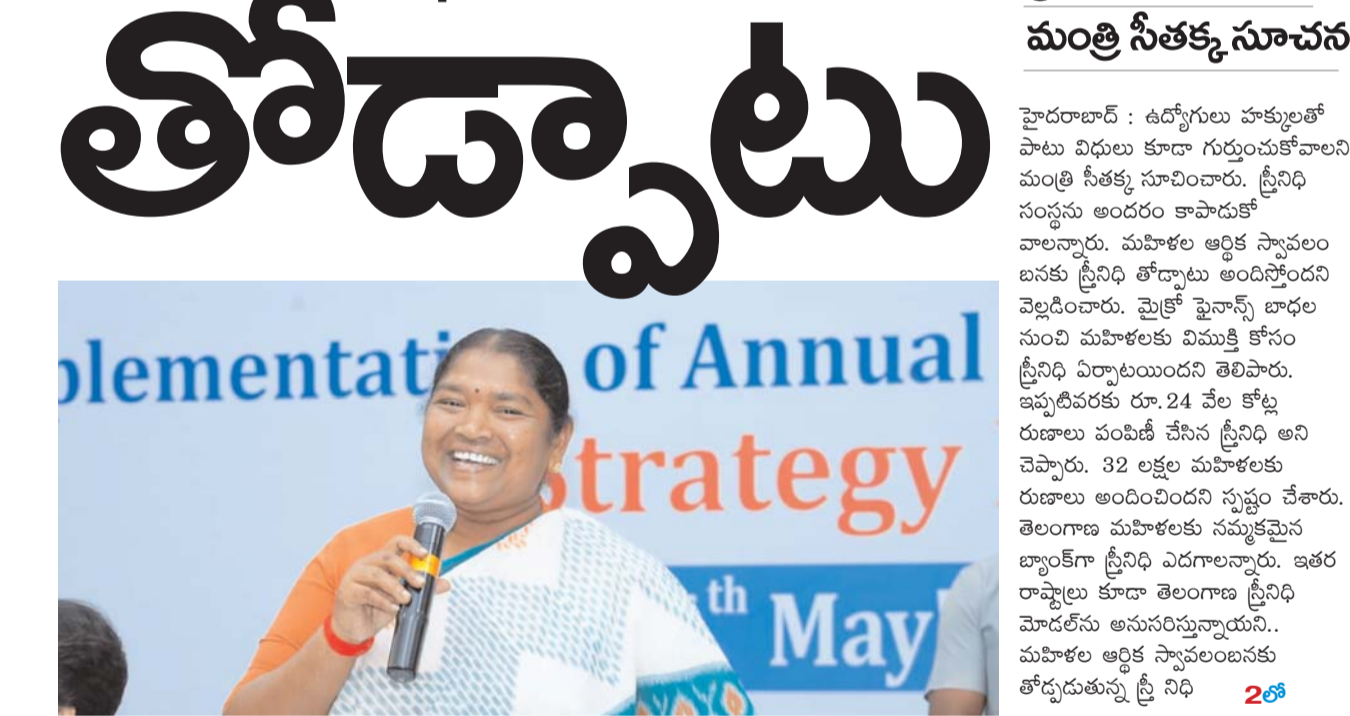 తోడ్పాటు
plementati of Annual
strategy
th May
మంత్రి సీతక్క సూచన
హైదరాబాద్ : ఉద్యోగులు హక్కులతో
పాటు విధులు కూడా గుర్తుంచుకోవాలని
మంత్రి సీతక్క సూచించారు. స్త్రీనిధి
సంస్థను అందరం కాపాడుకో
వాలన్నారు. మహిళల ఆర్థిక స్వావలం
బనకు స్త్రీనిధి తోడ్పాటు అందిస్తోందని
వెల్లడించారు. మైక్రో ఫైనాన్స్ బాధల
నుంచి మహిళలకు విముక్తి కోసం
స్త్రీనిధి ఏర్పాటయిందని తెలిపారు.
ఇప్పటివరకు రూ.24 వేల కోట్ల
రుణాలు పంపిణీ చేసిన స్త్రీనిధి అని
చెప్పారు. 32 లక్షల మహిళలకు
రుణాలు అందించిందని స్పష్టం చేశారు.
తెలంగాణ మహిళలకు నమ్మకమైన
బ్యాంక్‌గా స్త్రీనిధి ఎదగాలన్నారు. ఇతర
రాష్ట్రాలు కూడా తెలంగాణ స్త్రీనిధి
మోడల్‌ను అనుసరిస్తున్నాయని..
మహిళల ఆర్థిక స్వావలంబనకు
తోడ్పడుతున్న స్త్రీ నిధి 2లో